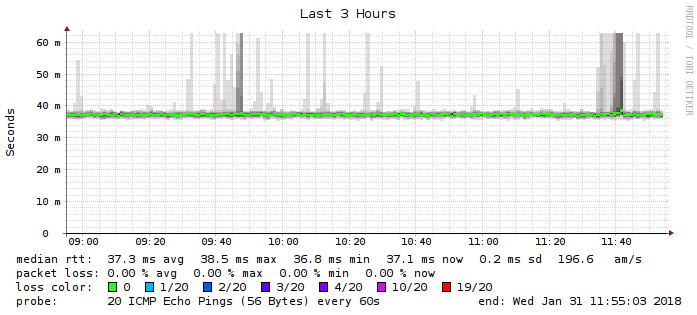 Last 3 Hours
RRDTOOL / TOBI OETIKER
Seconds
60 m
50 m
40 m
30 m
20 m
10 m
0
09:00 09:20 09:40 10:00 10:20 10:40 11:00 11:20 11:40
median rtt: 37.3 ms avg 38.5 ms max 36.8 ms min 37.1 ms now 0.2 ms sd 196.6 am/s
packet loss: 0.00 % avg 0.00 % max 0.00 % min 0.00 % now
loss color: 0 1/20 2/20 3/20 4/20 10/20 19/20
probe: 20 ICMP Echo Pings (56 Bytes) every 60s end: Wed Jan 31 11:55:03 2018